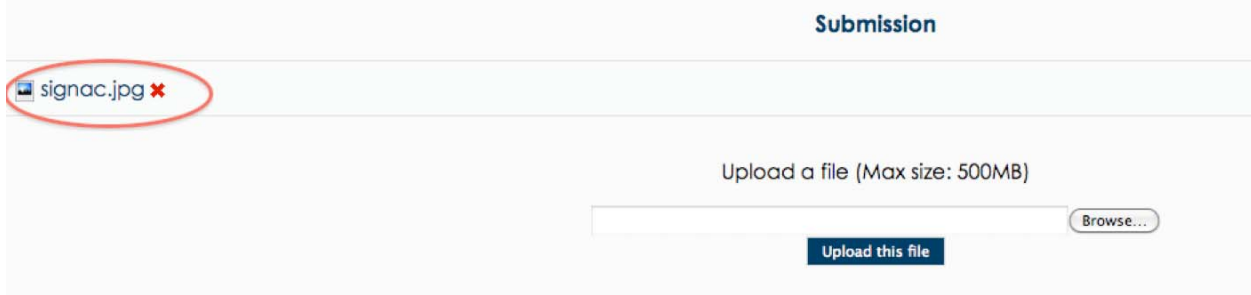 Submission
signac.jpg
Upload a file (Max size: 500MB)
Browse...
Upload this file